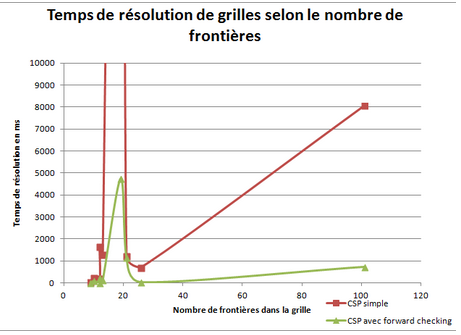 Temps de résolution de grilles selon le nombre de
frontières
Temps de résolution en ms
10000
9000
8000
7000
6000
5000
4000
3000
2000
1000
0
0 20 40 60 80 100 120
Nombre de frontières dans la grille
CSP simple
CSP avec forward checking